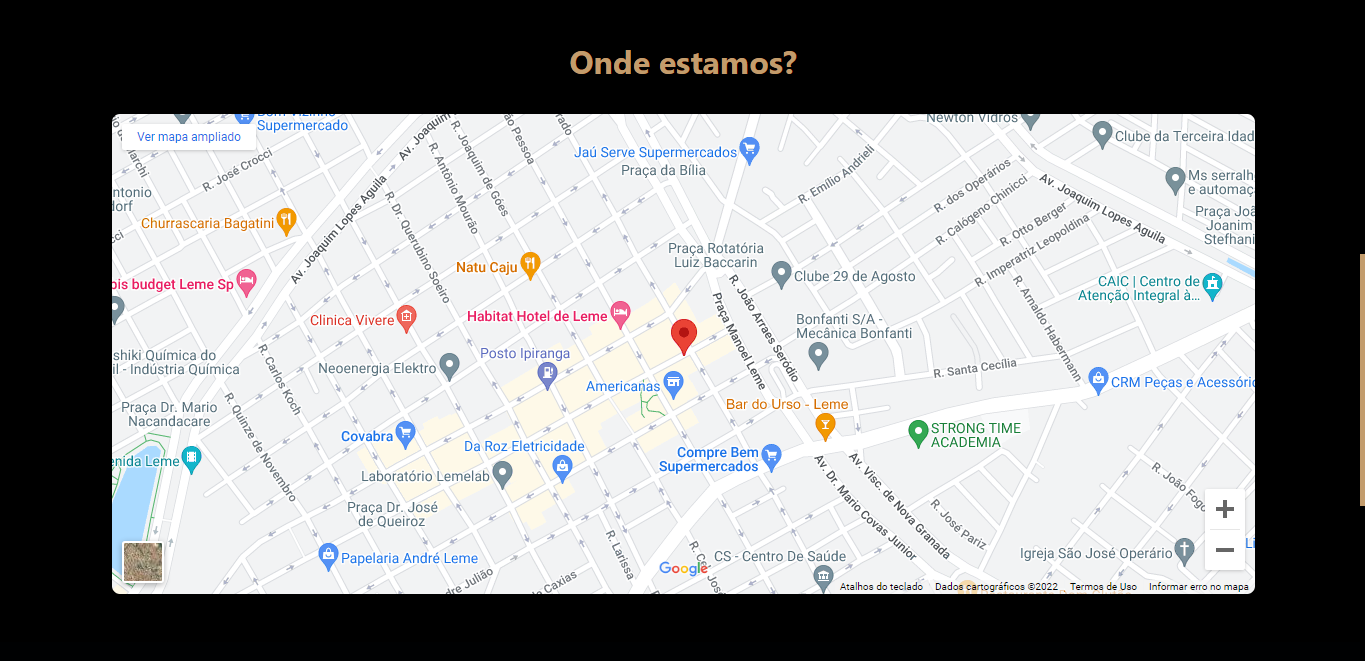 Onde estamos?
Ver mapa ampliado
Supermercado
Newton Vidros
Clube da Terceira Idad
Jaú Serve Supermercados
Praça da Bília
R. José Crocci
Av. Joaquim Lopes Aguila
R. Antônio Mourão
R. Joaquim de Góes
R. Emílio Andrieli
R. dos Operários
R. Calógeno Chinicci
Av. Joaquim Lopes Aguila
Ms serralh
e automaç
Churrascaria Bagatini
R. Dr. Querubino Soeiro
R. Otto Berger
R. Imperatriz Leopoldina
Praça Joã
Joanim
Stefhani
Praça Rotatória
Luiz Baccarin
Natu Caju
Clube 29 de Agosto
CAIC | Centro de
Atenção Integral à...
ibis budget Leme Sp
R. João Arraes Seródio
Praça Manoel Leme
R. Arnaldo Habermann
Clinica Vivere
Habitat Hotel de Leme
Bonfanti S/A -
Mecânica Bonfanti
Posto Ipiranga
ashiki Química do
il - Indústria Química
Neoenergia Elektro
R. Carlos Koch
R. Santa Cecília
Americanas
CRM Peças e Acessório
Praça Dr. Mario
Nacandacare
R. Quinze de Novembro
Bar do Urso - Leme
STRONG TIME
ACADEMIA
Covabra
Da Roz Eletricidade
Compre Bem
Supermercados
enida Leme
Laboratório Lemelab
Av. Dr. Mario Covas Junior
Av. Visc. de Nova Granada
R. João Fogo
Praça Dr. José
de Queiroz
R. José Pariz
R. Larissa
Papelaria André Leme
CS - Centro De Saúde
Igreja São José Operário
Google
Atalhos do teclado
Dados cartográficos ©2022
Termos de Uso
Informar erro no mapa